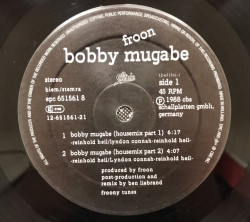 froon
bobby mugabe
Epic
stereo
biem/stemra
epc 651561 8
12-651561-21
side 1
45 RPM
℗ 1988 cbs
schallplatten gmbh,
germany
1 bobby mugabe (housemix part 1) 6:17
-reinhold heil/lyndon connah-reinhold heil-
2 bobby mugabe (housemix part 2) 4:07
-reinhold heil/lyndon connah-reinhold heil-
produced by froon
post-production and
remix by ben liebrand
froony tunes